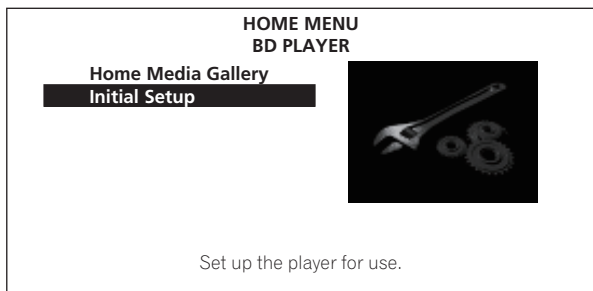 HOME MENU
BD PLAYER
Home Media Gallery
Initial Setup
Set up the player for use.